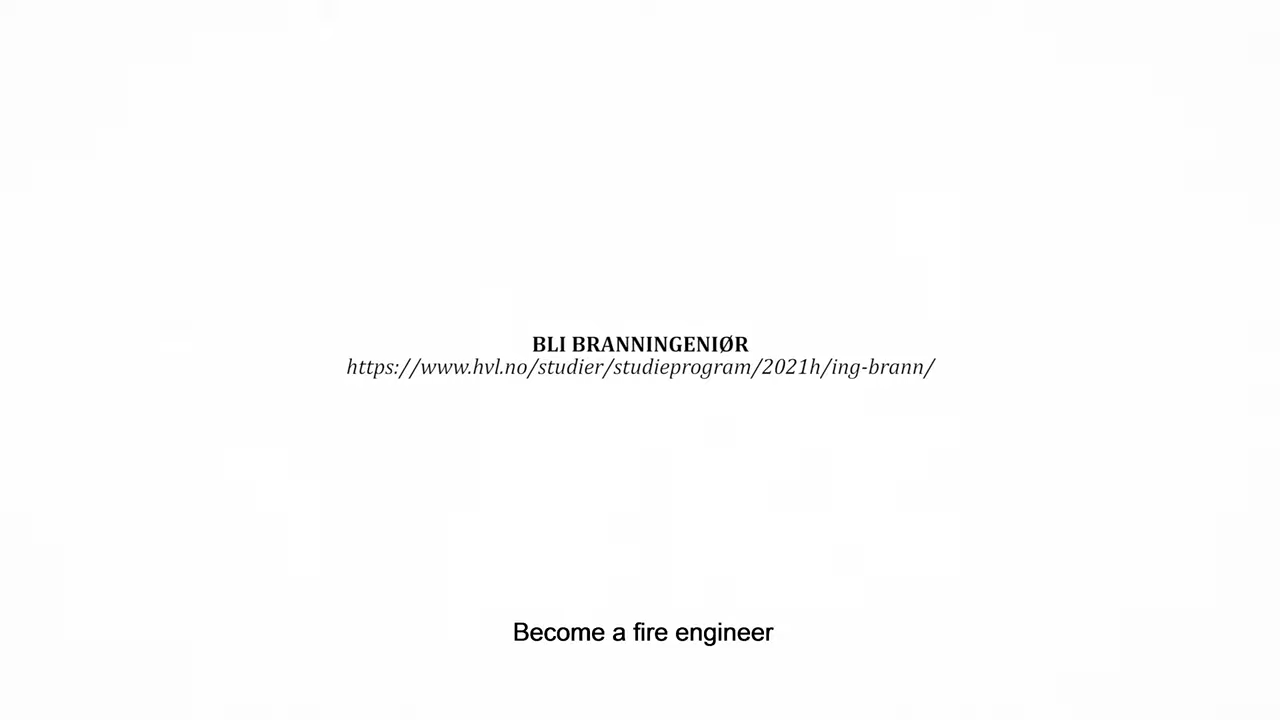 BLI BRANNINGENIØR
https://www.hvl.no/studier/studieprogram/2021h/ing-brann/
Become a fire engineer